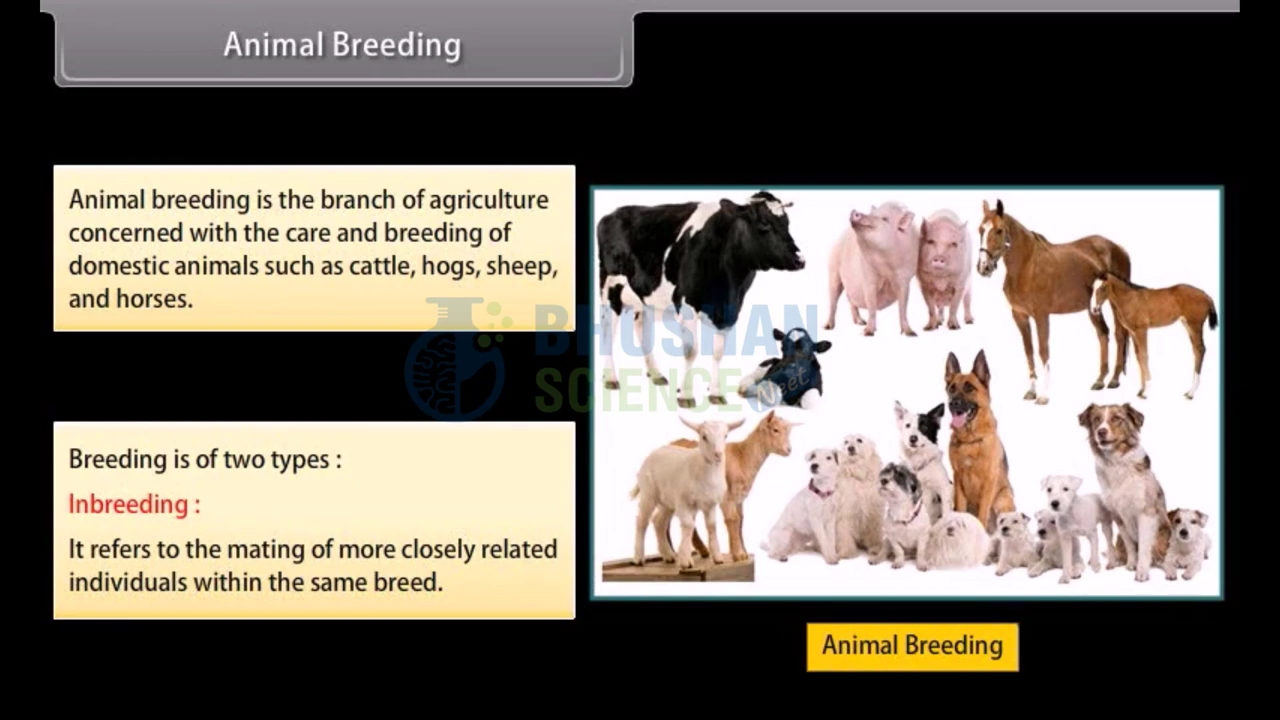 Animal Breeding
Animal breeding is the branch of agriculture
concerned with the care and breeding of
domestic animals such as cattle, hogs, sheep,
and horses.
BHUSHAN
SCIENCE
Neet
Breeding is of two types :
Inbreeding :
It refers to the mating of more closely related
individuals within the same breed.
Animal Breeding